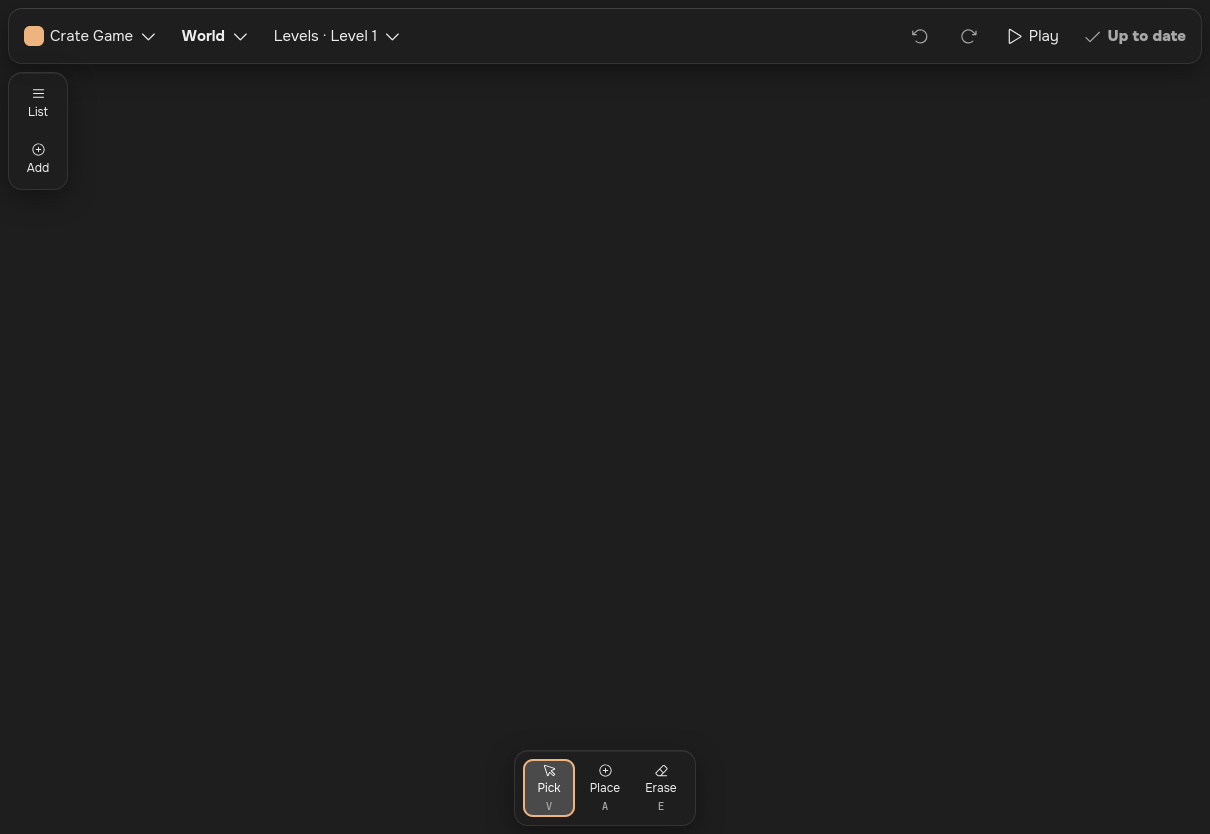 Crate Game World Levels · Level 1 Play Up to date
List
Add
Pick Place Erase
V A E